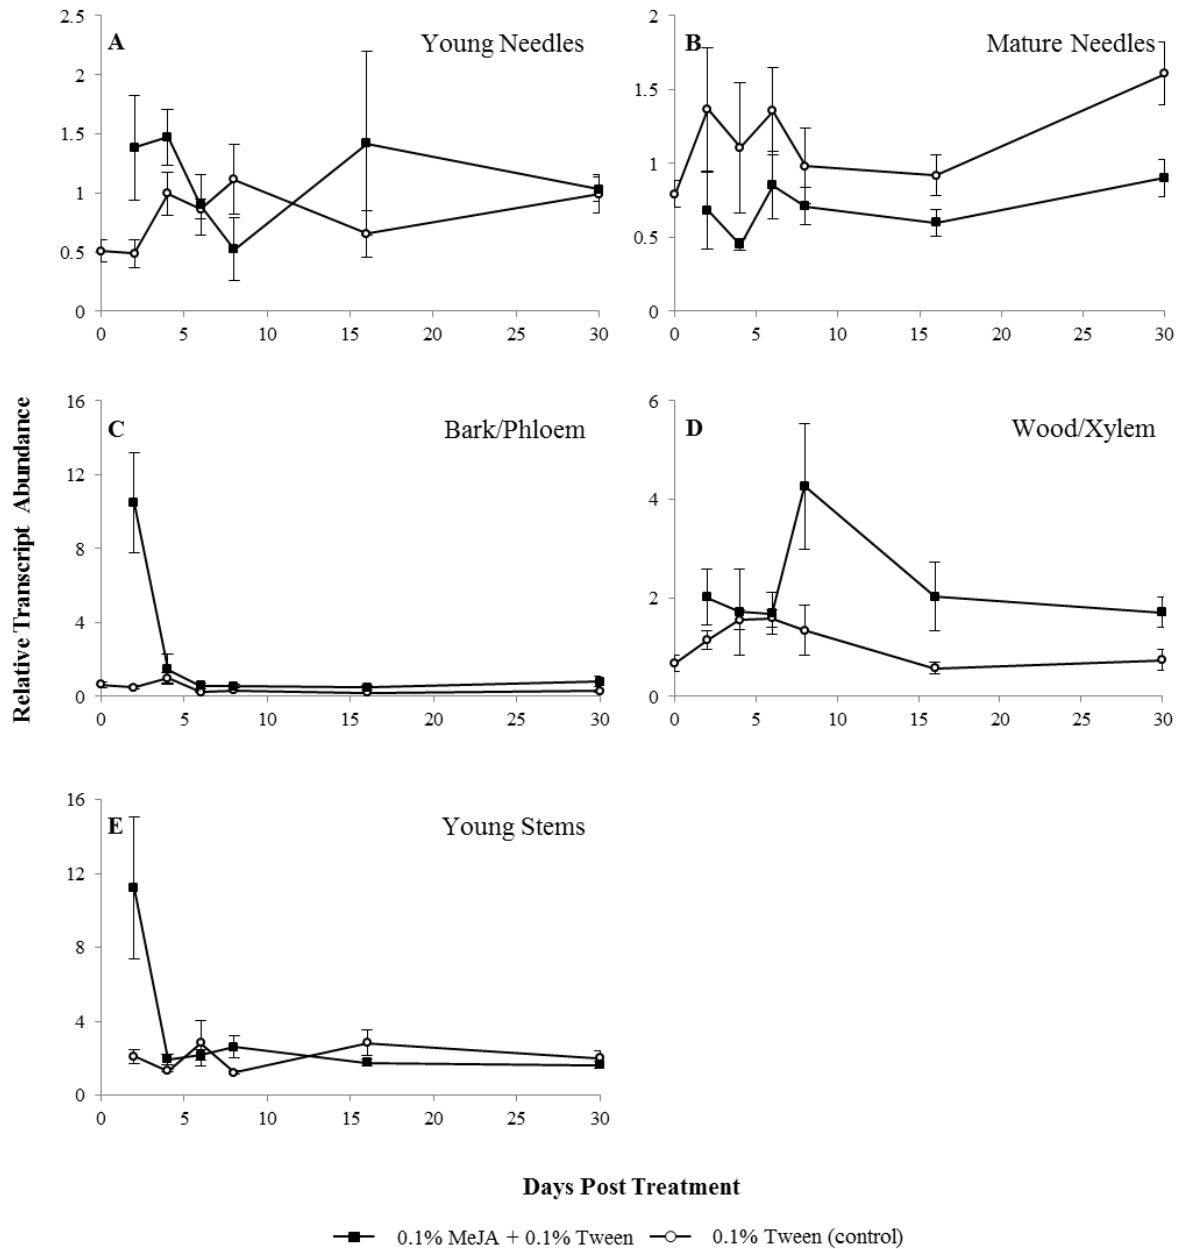 A Young Needles
2.5
2
1.5
1
0.5
0
0 5 10 15 20 25 30
B Mature Needles
2
1.5
1
0.5
0
0 5 10 15 20 25 30
Relative Transcript Abundance
C Bark/Phloem
16
12
8
4
0
0 5 10 15 20 25 30
D Wood/Xylem
6
4
2
0
0 5 10 15 20 25 30
E Young Stems
16
12
8
4
0
0 5 10 15 20 25 30
Days Post Treatment
0.1% MeJA + 0.1% Tween 0.1% Tween (control)